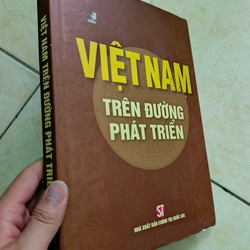 VIỆT NAM
TRÊN ĐƯỜNG
PHÁT TRIỂN
ST
NHÀ XUẤT BẢN CHÍNH TRỊ QUỐC GIA
VIỆT NAM TRÊN ĐƯỜNG PHÁT TRIỂN